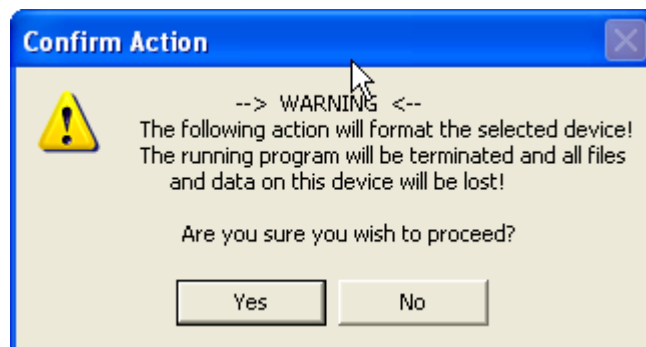 Confirm Action
--> WARNING <--
The following action will format the selected device!
The running program will be terminated and all files
and data on this device will be lost!
Are you sure you wish to proceed?
Yes No